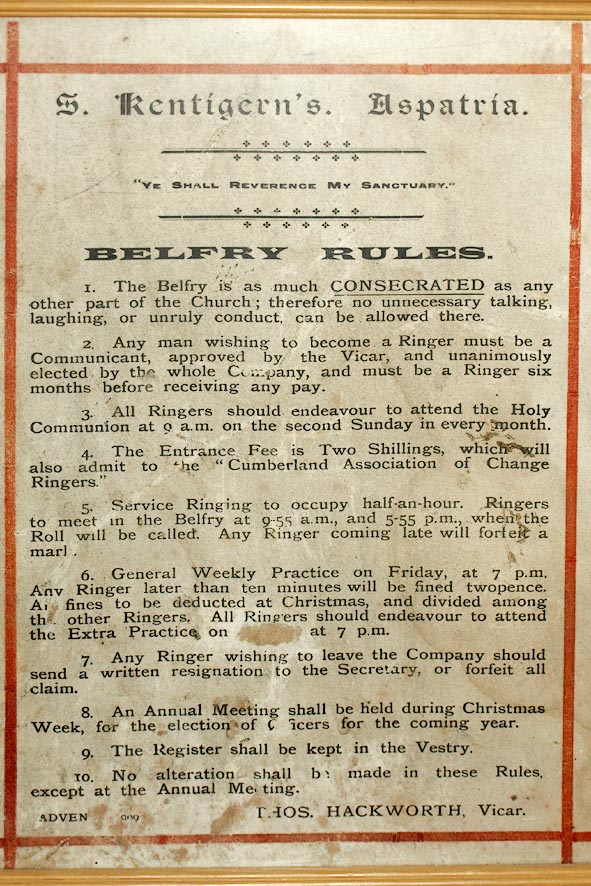 S. Kentigern's. Aspatria.
"Ye Shall Reverence My Sanctuary."
BELFRY RULES.
1. The Belfry is as much CONSECRATED as any
other part of the Church; therefore no unnecessary talking,
laughing, or unruly conduct, can be allowed there.
2. Any man wishing to become a Ringer must be a
Communicant, approved by the Vicar, and unanimously
elected by the whole Company, and must be a Ringer six
months before receiving any pay.
3. All Ringers should endeavour to attend the Holy
Communion at 9 a.m. on the second Sunday in every month.
4. The Entrance Fee is Two Shillings, which will
also admit to the "Cumberland Association of Change
Ringers."
5. Service Ringing to occupy half-an-hour. Ringers
to meet in the Belfry at 9-55 a.m., and 5-55 p.m., when the
Roll will be called. Any Ringer coming late will forfeit a
mark.
6. General Weekly Practice on Friday, at 7 p.m.
Any Ringer later than ten minutes will be fined twopence.
All fines to be deducted at Christmas, and divided among
the other Ringers. All Ringers should endeavour to attend
the Extra Practice on at 7 p.m.
7. Any Ringer wishing to leave the Company should
send a written resignation to the Secretary, or forfeit all
claim.
8. An Annual Meeting shall be held during Christmas
Week, for the election of Officers for the coming year.
9. The Register shall be kept in the Vestry.
10. No alteration shall be made in these Rules,
except at the Annual Meeting.
THOS. HACKWORTH, Vicar.
ADVEN 909